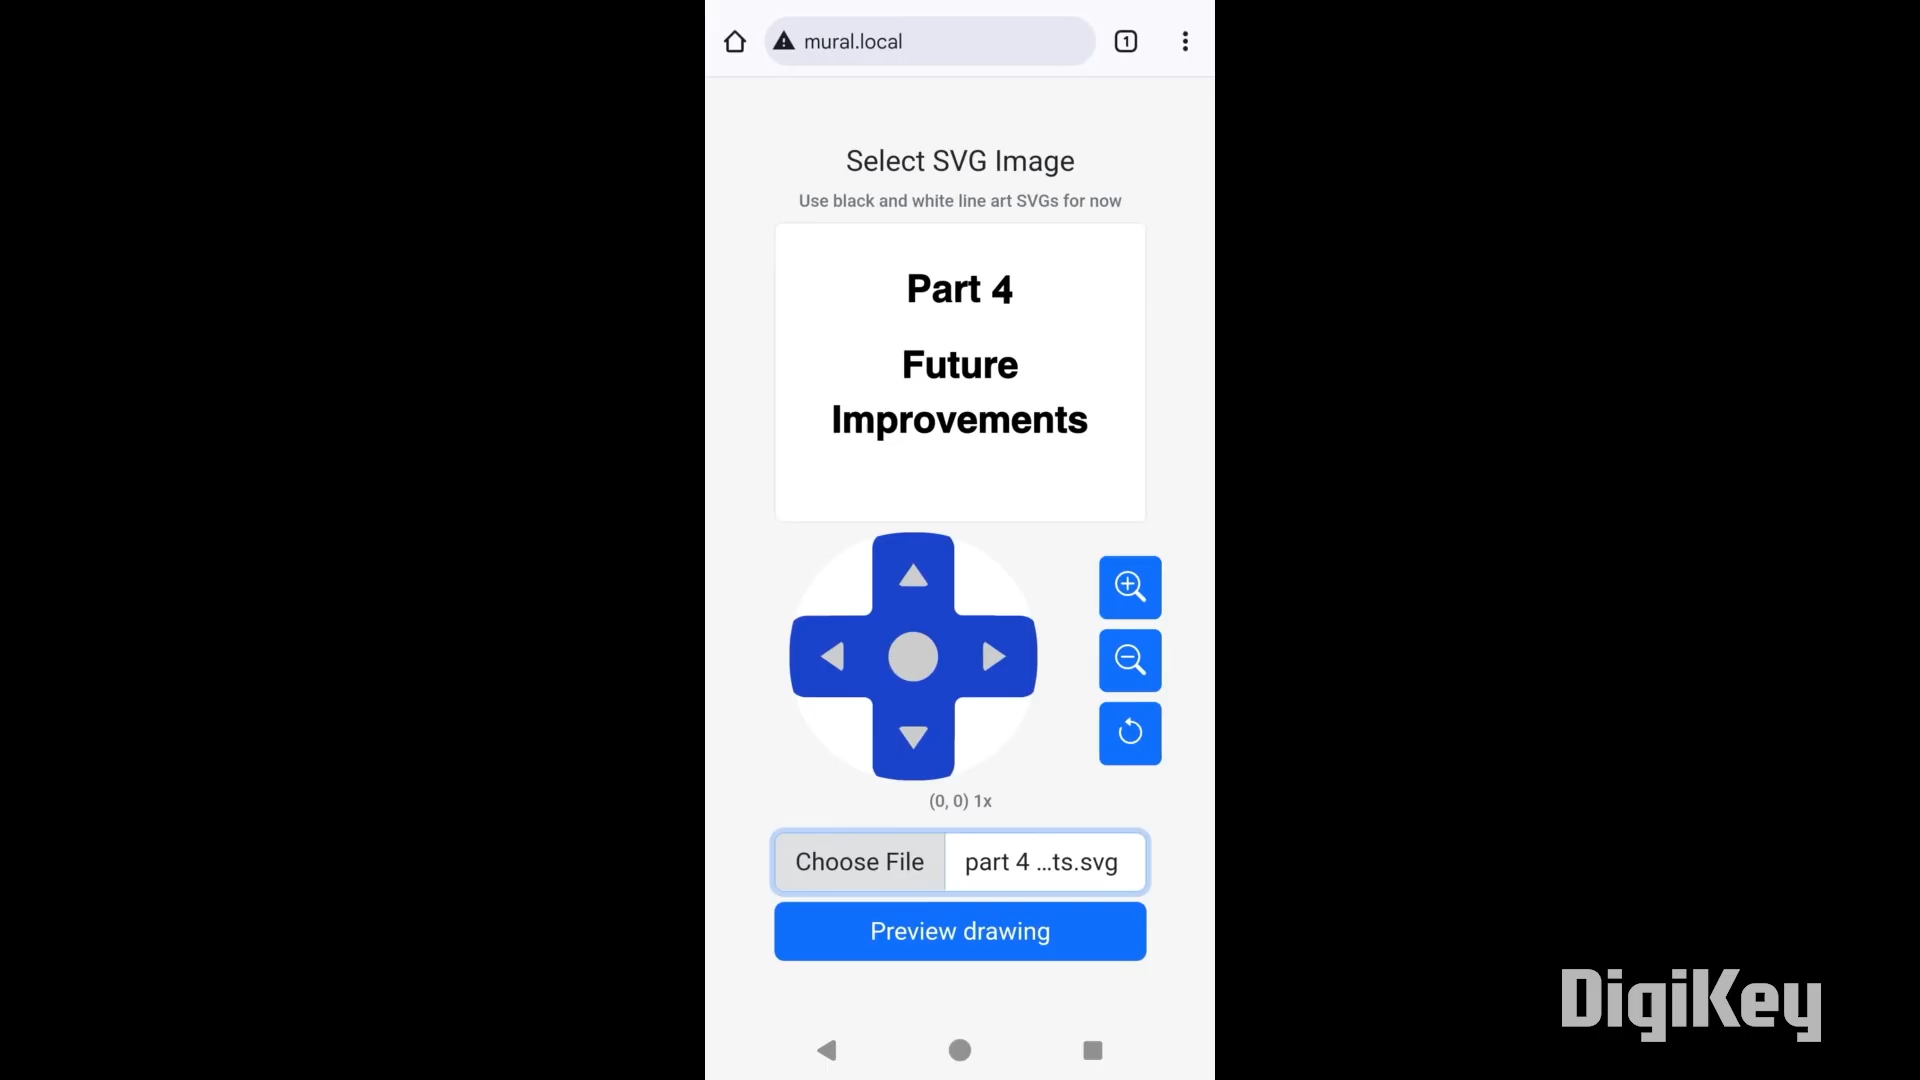 mural.local
1
Select SVG Image
Use black and white line art SVGs for now
Part 4
Future
Improvements
(0, 0) 1x
Choose File
part 4 ...ts.svg
Preview drawing
DigiKey